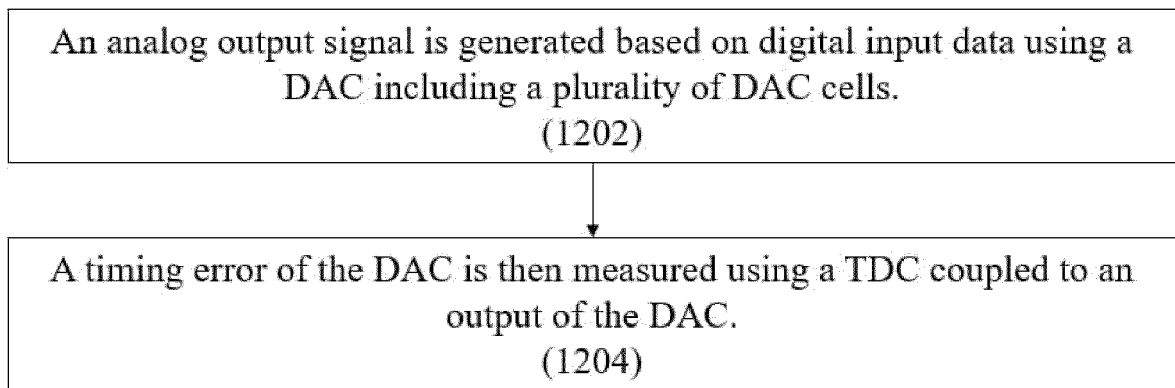 An analog output signal is generated based on digital input data using a
DAC including a plurality of DAC cells.
(1202)
A timing error of the DAC is then measured using a TDC coupled to an
output of the DAC.
(1204)